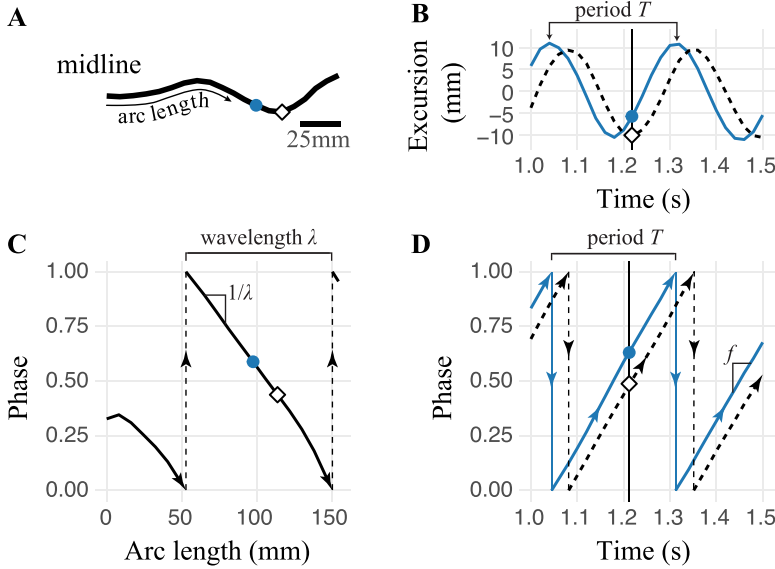 A
midline
arc length
25mm
B
period T
10
5
0
−5
−10
Excursion
(mm)
1.0 1.1 1.2 1.3 1.4 1.5
Time (s)
C
wavelength λ
1/λ
1.00
0.75
0.50
0.25
0.00
Phase
0 50 100 150
Arc length (mm)
D
period T
f
1.00
0.75
0.50
0.25
0.00
Phase
1.0 1.1 1.2 1.3 1.4 1.5
Time (s)